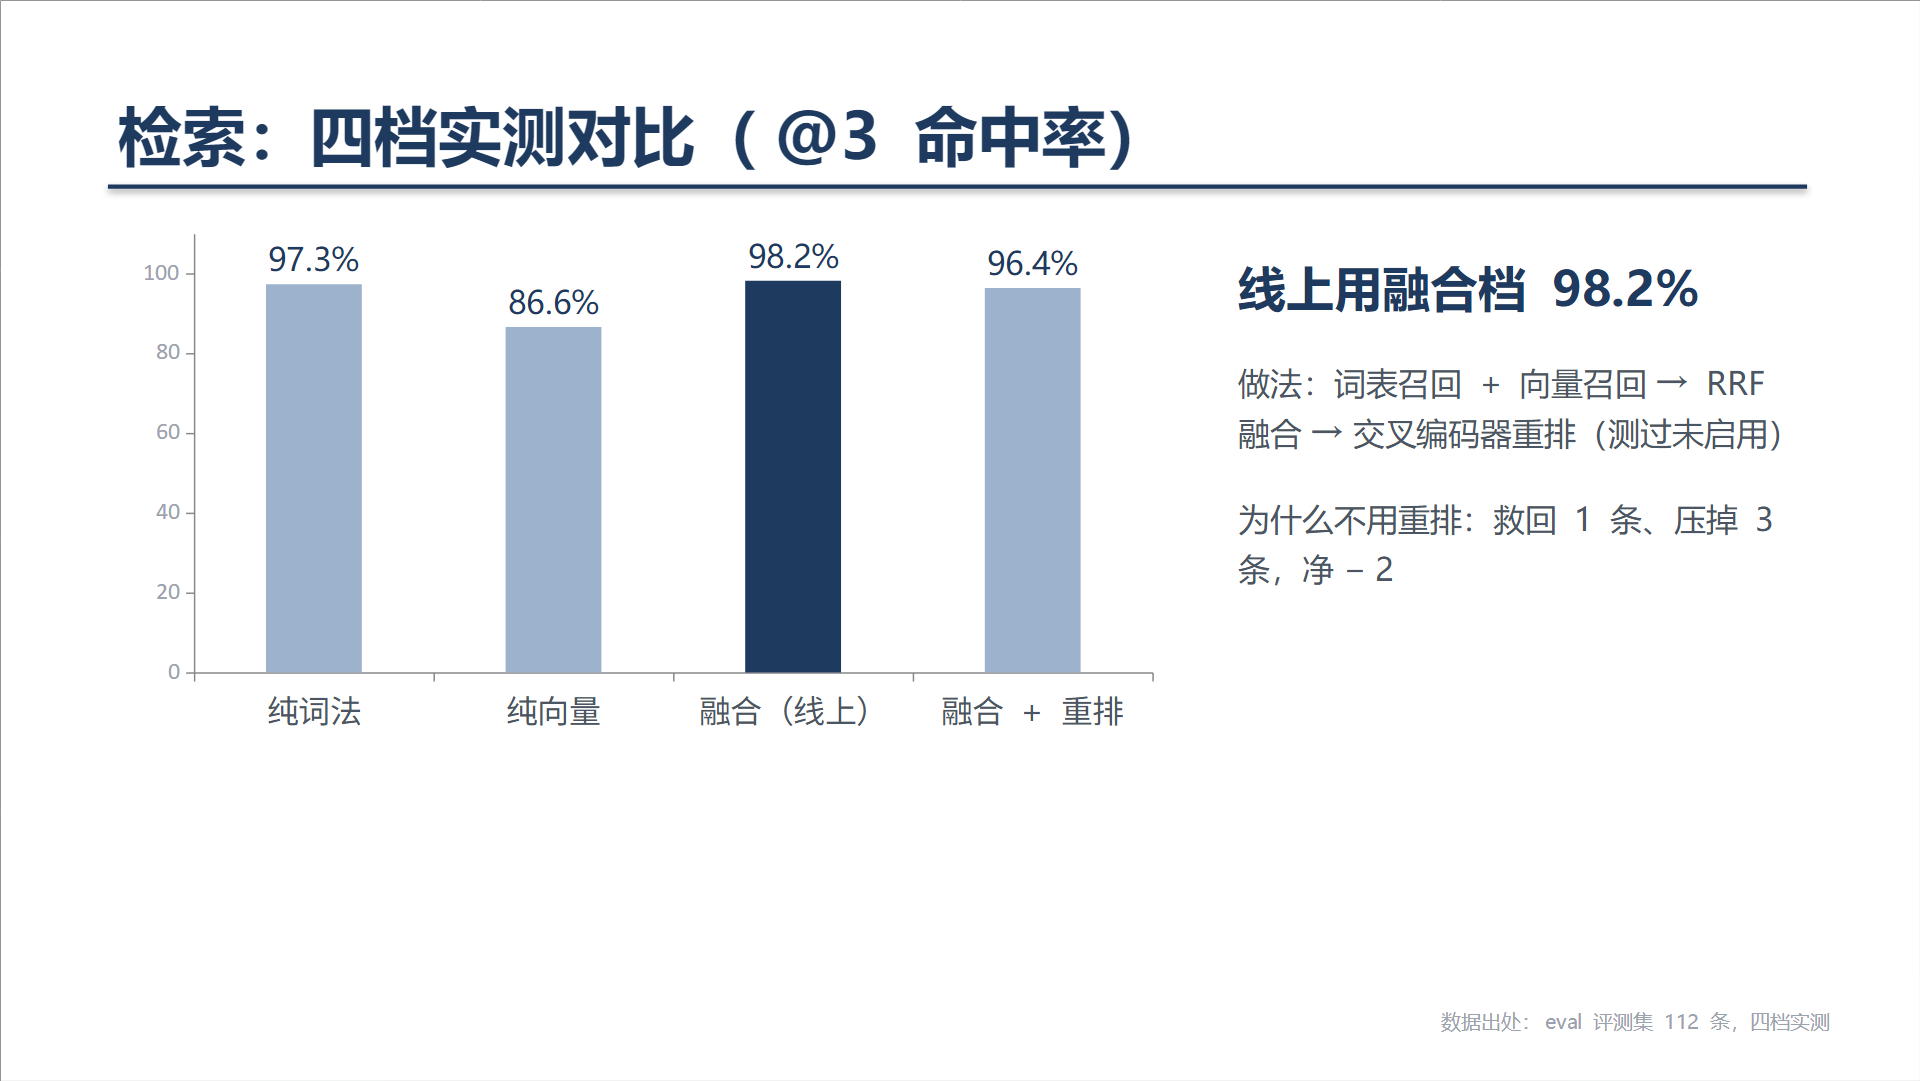 检索：四档实测对比（@3 命中率）
97.3%
86.6%
98.2%
96.4%
100
80
60
40
20
0
纯词法
纯向量
融合（线上）
融合 + 重排
线上用融合档 98.2%
做法：词表召回 + 向量召回 → RRF
融合 → 交叉编码器重排（测过未启用）
为什么不用重排：救回 1 条、压掉 3
条，净 − 2
数据出处：eval 评测集 112 条，四档实测